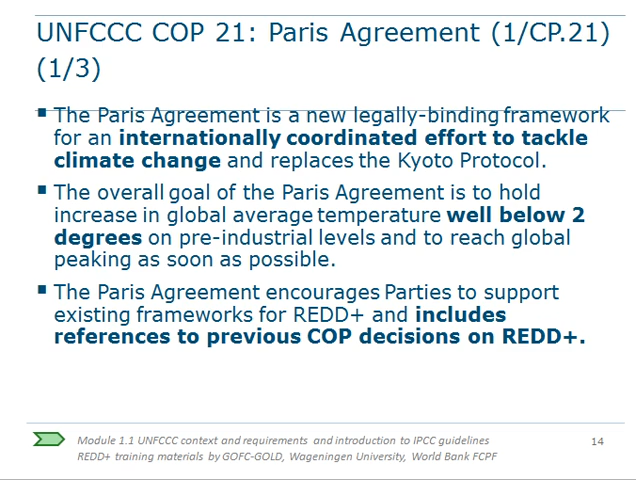 UNFCCC COP 21: Paris Agreement (1/CP.21)
(1/3)
The Paris Agreement is a new legally-binding framework
for an internationally coordinated effort to tackle
climate change and replaces the Kyoto Protocol.
The overall goal of the Paris Agreement is to hold
increase in global average temperature well below 2
degrees on pre-industrial levels and to reach global
peaking as soon as possible.
The Paris Agreement encourages Parties to support
existing frameworks for REDD+ and includes
references to previous COP decisions on REDD+.
Module 1.1 UNFCCC context and requirements and introduction to IPCC guidelines
REDD+ training materials by GOFC-GOLD, Wageningen University, World Bank FCPF
14